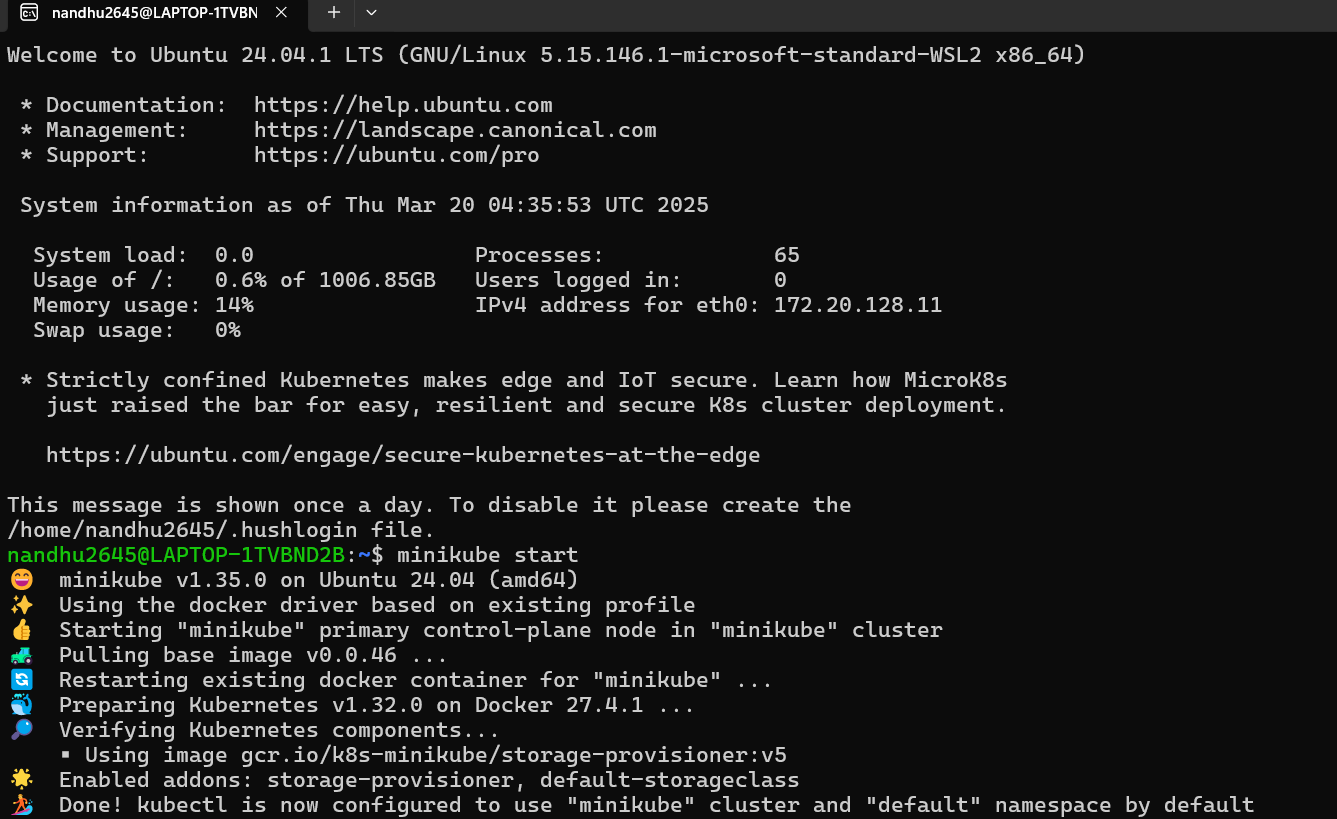 nandhu2645@LAPTOP-1TVBN
Welcome to Ubuntu 24.04.1 LTS (GNU/Linux 5.15.146.1-microsoft-standard-WSL2 x86_64)
* Documentation: https://help.ubuntu.com
* Management: https://landscape.canonical.com
* Support: https://ubuntu.com/pro
System information as of Thu Mar 20 04:35:53 UTC 2025
System load: 0.0 Processes: 65
Usage of /: 0.6% of 1006.85GB Users logged in: 0
Memory usage: 14% IPv4 address for eth0: 172.20.128.11
Swap usage: 0%
* Strictly confined Kubernetes makes edge and IoT secure. Learn how MicroK8s
just raised the bar for easy, resilient and secure K8s cluster deployment.
https://ubuntu.com/engage/secure-kubernetes-at-the-edge
This message is shown once a day. To disable it please create the
/home/nandhu2645/.hushlogin file.
nandhu2645@LAPTOP-1TVBND2B:~$ minikube start
😄 minikube v1.35.0 on Ubuntu 24.04 (amd64)
✨ Using the docker driver based on existing profile
👍 Starting "minikube" primary control-plane node in "minikube" cluster
🚜 Pulling base image v0.0.46 ...
🔄 Restarting existing docker container for "minikube" ...
🐳 Preparing Kubernetes v1.32.0 on Docker 27.4.1 ...
🔎 Verifying Kubernetes components...
▪ Using image gcr.io/k8s-minikube/storage-provisioner:v5
🌟 Enabled addons: storage-provisioner, default-storageclass
🏄 Done! kubectl is now configured to use "minikube" cluster and "default" namespace by default